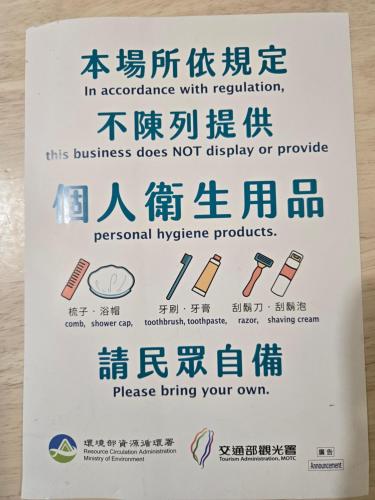 本場所依規定
In accordance with regulation,
不陳列提供
this business does NOT display or provide
個人衛生用品
personal hygiene products.
梳子‧浴帽 牙刷‧牙膏 刮鬍刀‧刮鬍泡
comb, shower cap, toothbrush, toothpaste, razor, shaving cream
請民眾自備
Please bring your own.
環境部資源循環署 交通部觀光署 廣告
Resource Circulation Administration Tourism Administration, MOTC Announcement
Ministry of Environment